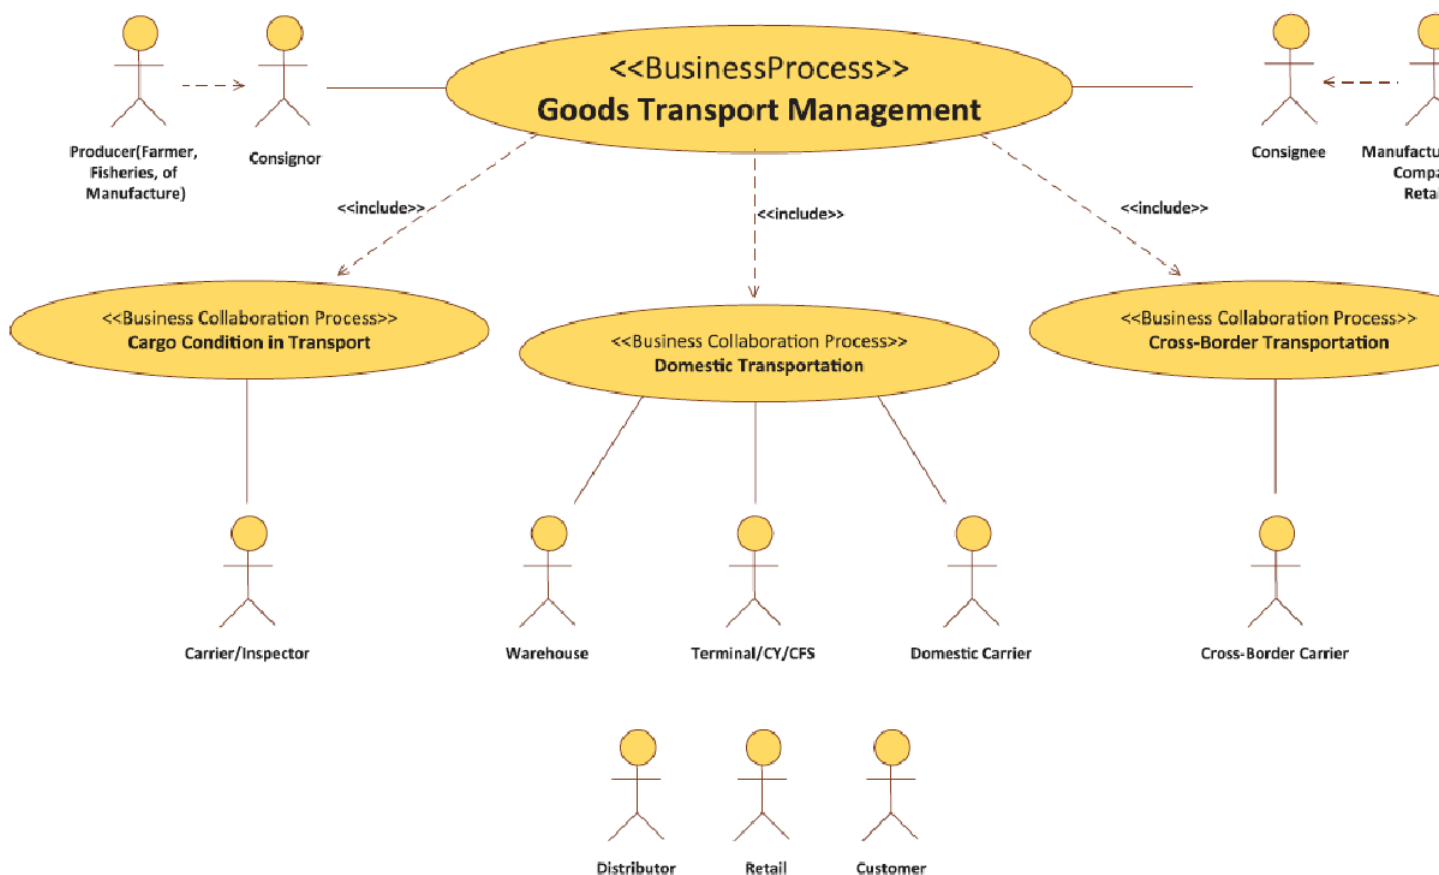 <<BusinessProcess>>
Goods Transport Management
Producer(Farmer,
Fisheries, of
Manufacture)
Consignor
Consignee
<<include>>
<<include>>
<<include>>
<<Business Collaboration Process>>
Cargo Condition in Transport
<<Business Collaboration Process>>
Domestic Transportation
<<Business Collaboration Process>>
Cross-Border Transportation
Carrier/Inspector
Warehouse
Terminal/CY/CFS
Domestic Carrier
Cross-Border Carrier
Distributor
Retail
Customer